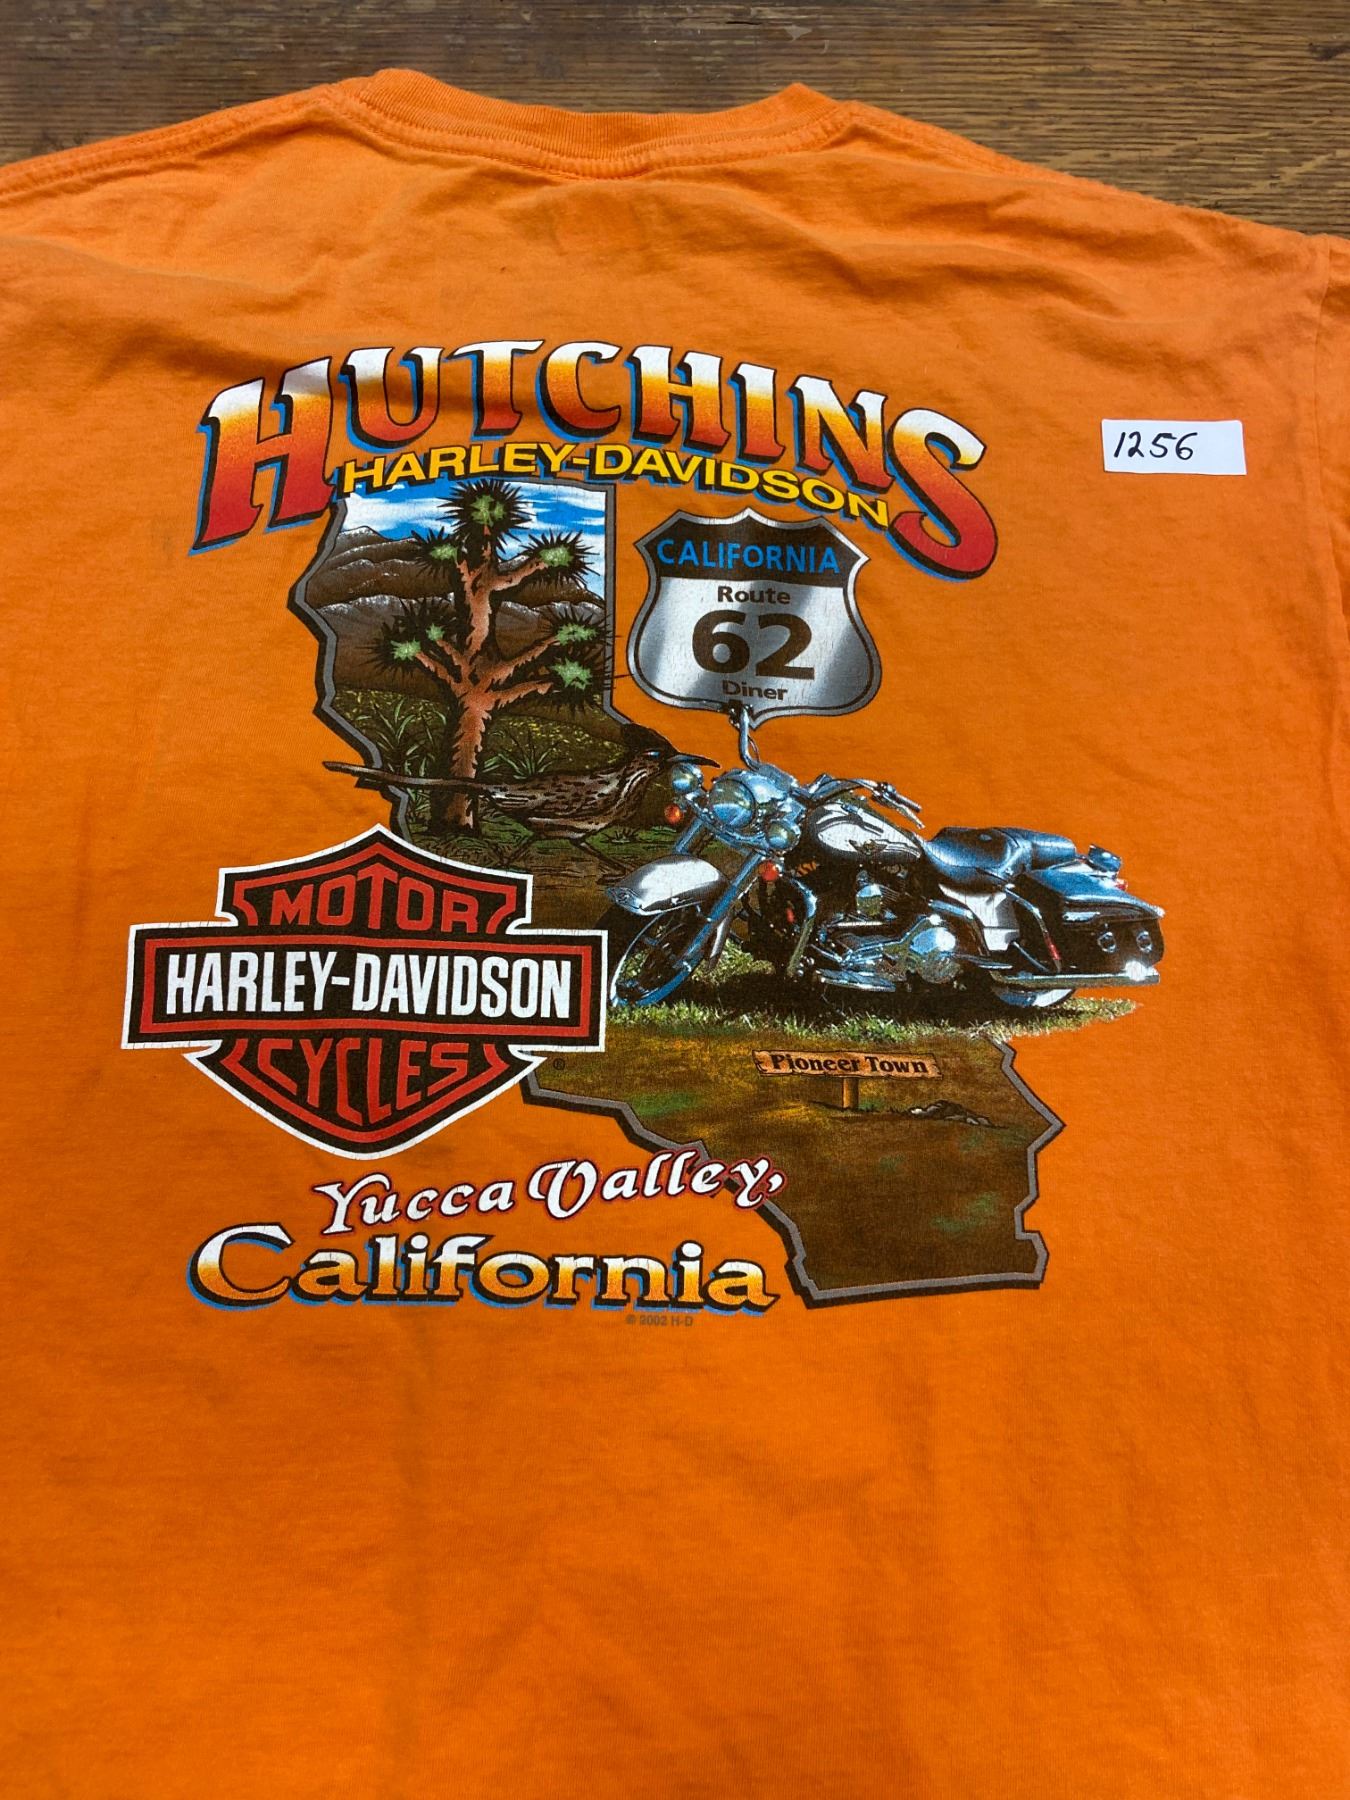 HUTCHINS
HARLEY-DAVIDSON
1256
CALIFORNIA
Route
62
Diner
MOTOR
HARLEY-DAVIDSON
CYCLES
®
Pioneer Town
Yucca Valley,
California
© 2002 H-D